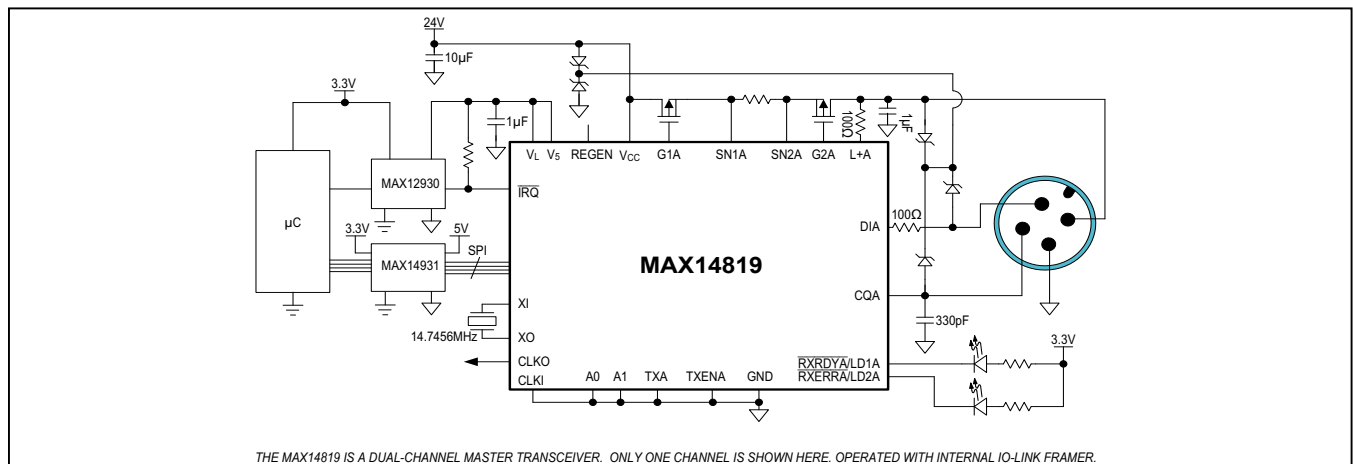 24V
10µF
3.3V
1µF
100Ω
1µF
VL V5 REGEN VCC G1A SN1A SN2A G2A L+A
MAX12930
IRQ
µC
DIA
100Ω
3.3V
5V
SPI
MAX14931
MAX14819
CQA
XI
330pF
14.7456MHz
XO
3.3V
CLKO
RXRDYA/LD1A
CLKI
A0 A1 TXA TXENA GND
RXERRA/LD2A
THE MAX14819 IS A DUAL-CHANNEL MASTER TRANSCEIVER. ONLY ONE CHANNEL IS SHOWN HERE, OPERATED WITH INTERNAL IO-LINK FRAMER.